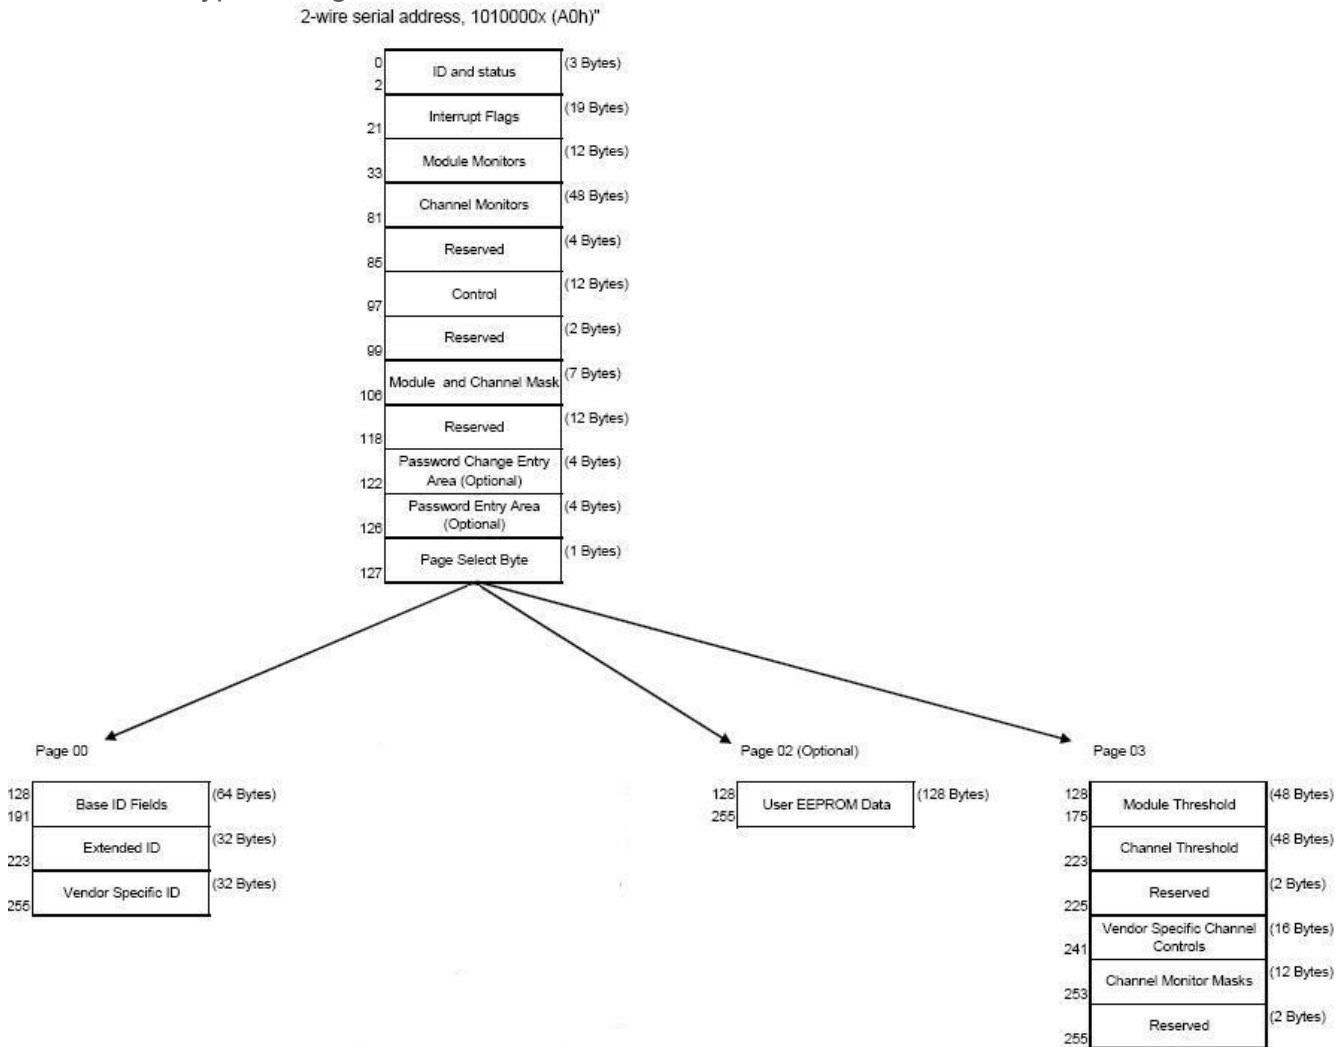 2-wire serial address, 1010000x (A0h)"
0
2
ID and status
(3 Bytes)
21
Interrupt Flags
(19 Bytes)
33
Module Monitors
(12 Bytes)
81
Channel Monitors
(48 Bytes)
85
Reserved
(4 Bytes)
97
Control
(12 Bytes)
99
Reserved
(2 Bytes)
106
Module and Channel Mask
(7 Bytes)
118
Reserved
(12 Bytes)
122
Password Change Entry
Area (Optional)
(4 Bytes)
126
Password Entry Area
(Optional)
(4 Bytes)
127
Page Select Byte
(1 Bytes)
Page 00
128
191
Base ID Fields
(64 Bytes)
223
Extended ID
(32 Bytes)
255
Vendor Specific ID
(32 Bytes)
Page 02 (Optional)
128
255
User EEPROM Data
(128 Bytes)
Page 03
128
175
Module Threshold
(48 Bytes)
223
Channel Threshold
(48 Bytes)
225
Reserved
(2 Bytes)
241
Vendor Specific Channel
Controls
(16 Bytes)
253
Channel Monitor Masks
(12 Bytes)
255
Reserved
(2 Bytes)